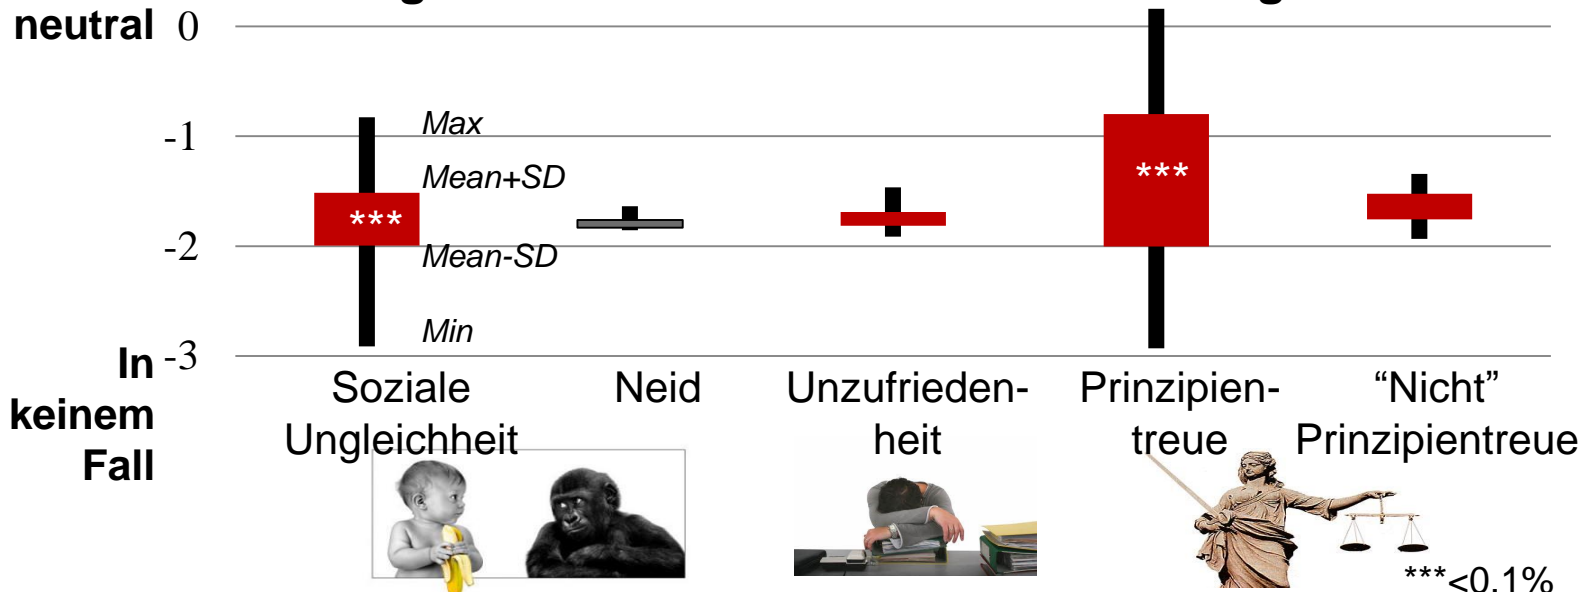 neutral 0
-1
-2
-3
Max
Mean+SD
Mean-SD
Min
***
***
In
keinem
Fall
Soziale
Ungleichheit
Neid
Unzufrieden-
heit
Prinzipien-
treue
“Nicht”
Prinzipientreue
***<0.1%